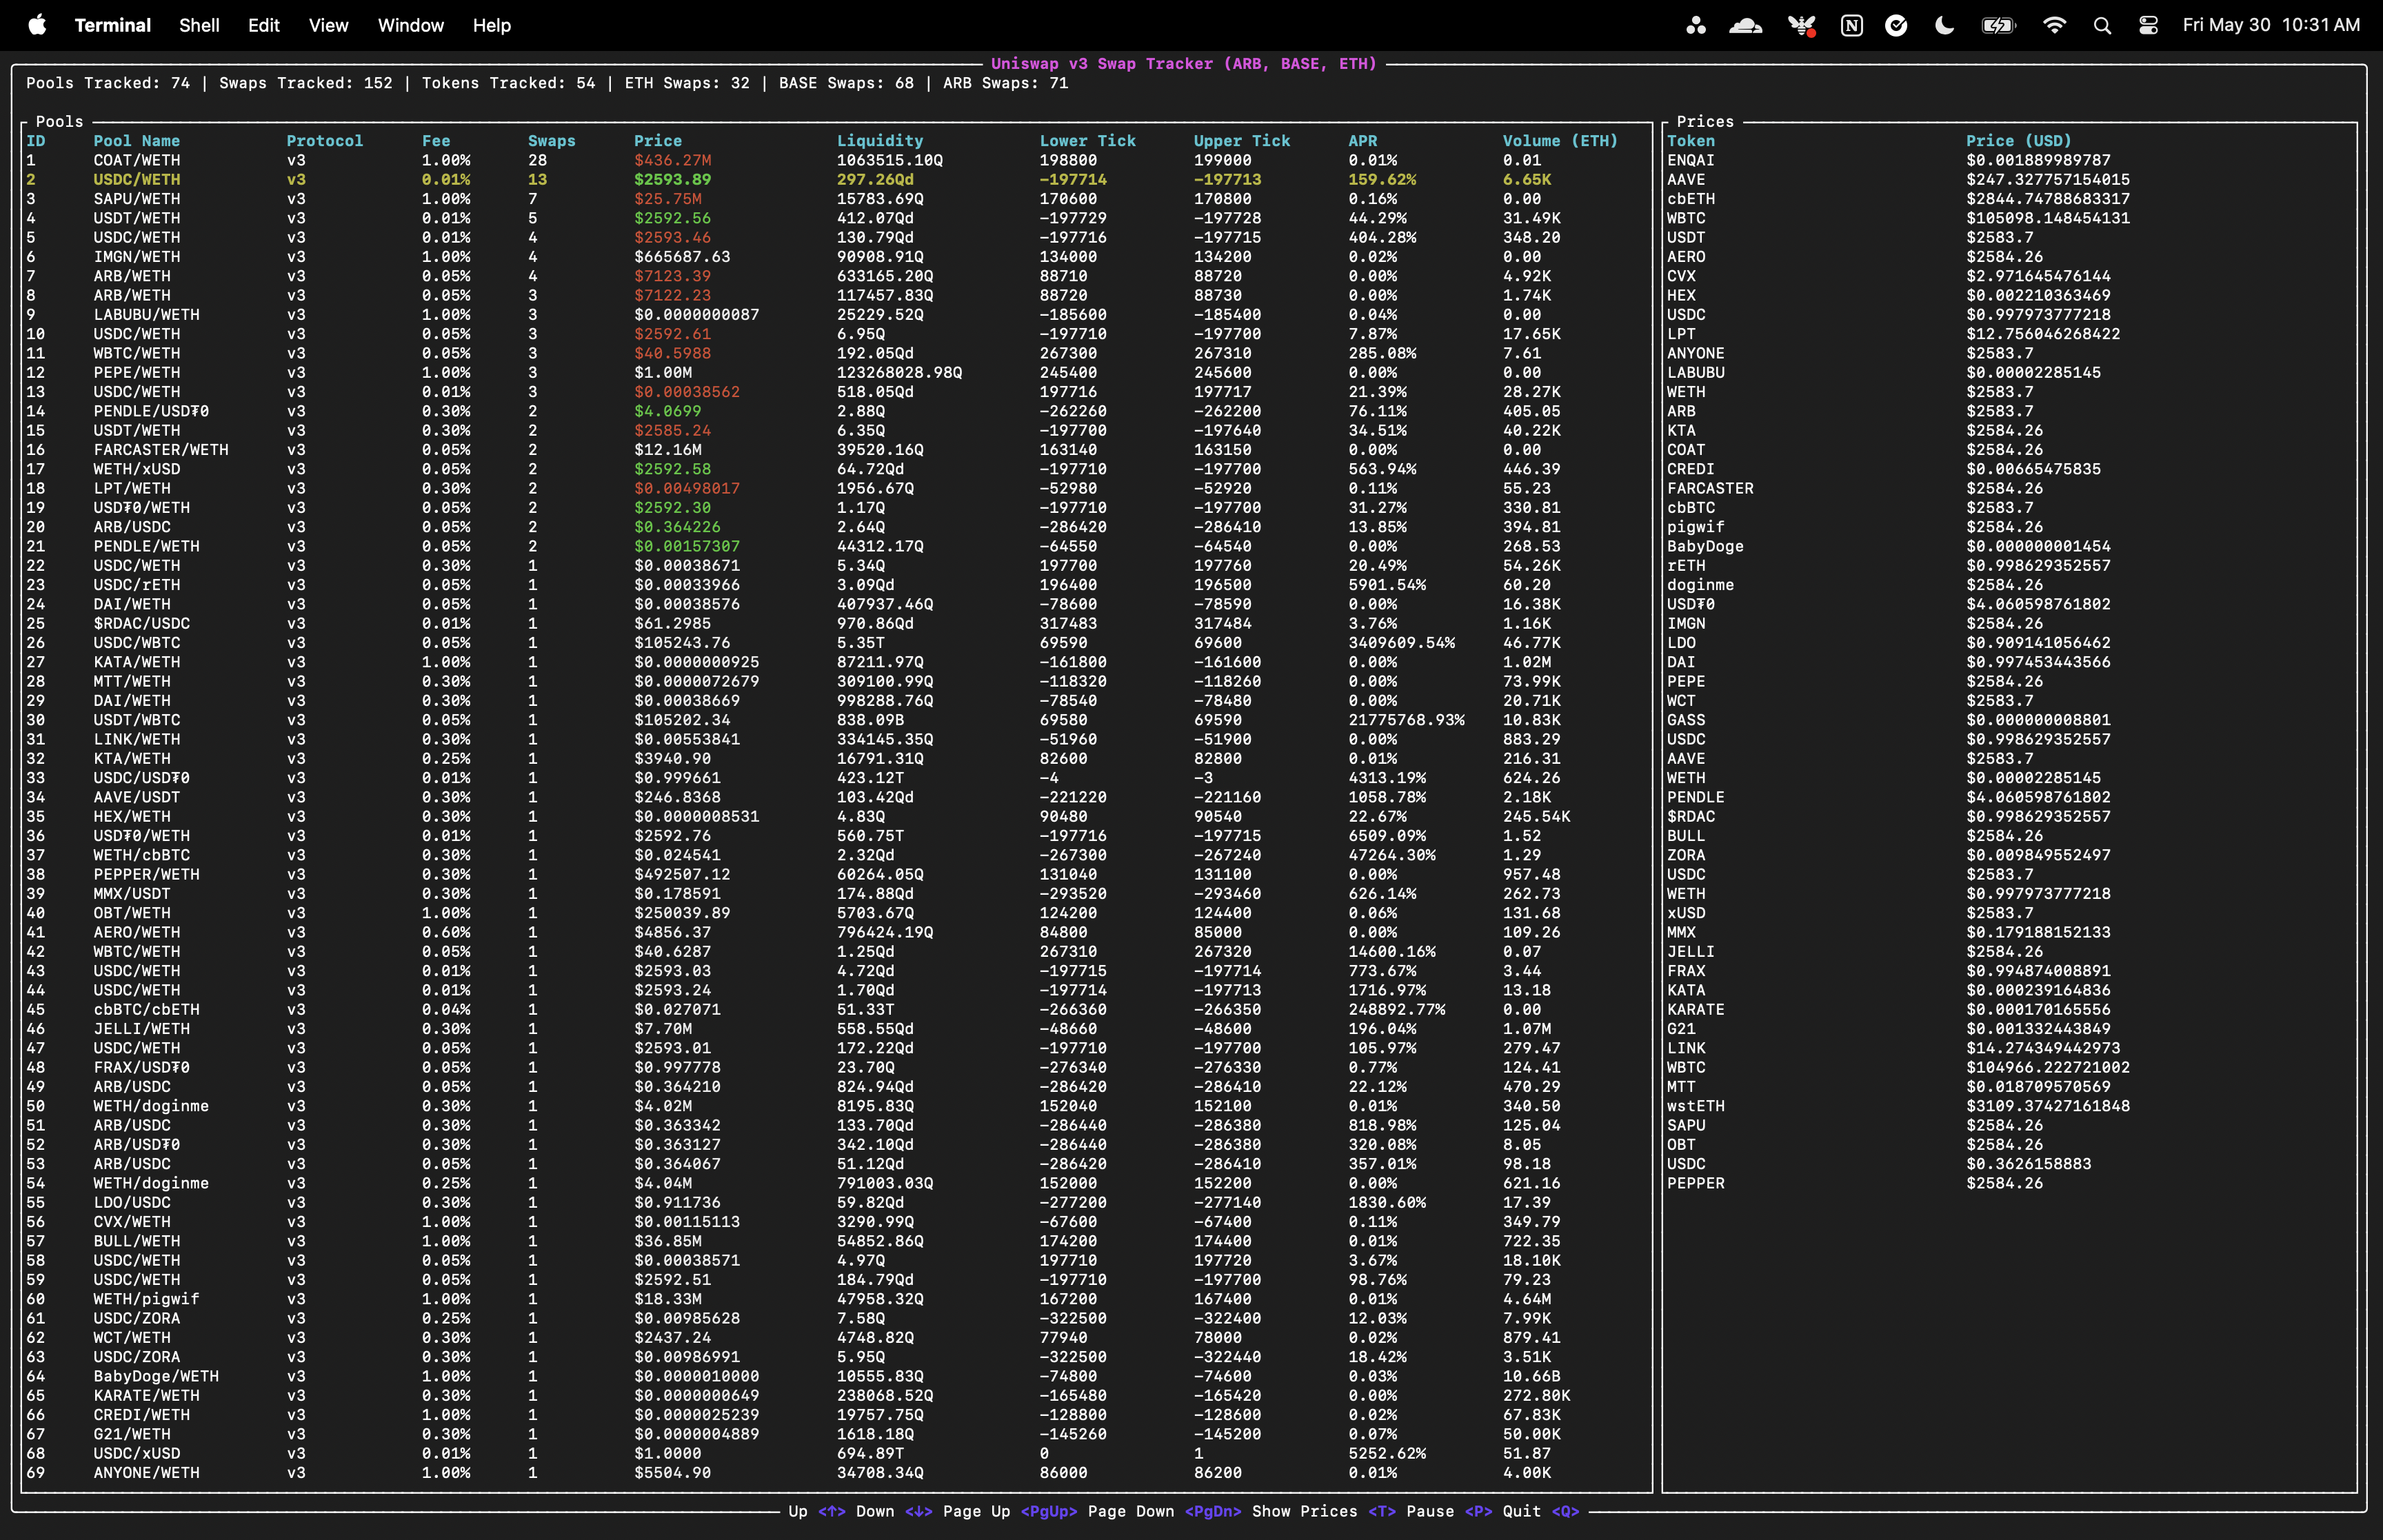 Terminal Shell Edit View Window Help Fri May 30 10:31 AM
Uniswap v3 Swap Tracker (ARB, BASE, ETH)
Pools Tracked: 74 | Swaps Tracked: 152 | Tokens Tracked: 54 | ETH Swaps: 32 | BASE Swaps: 68 | ARB Swaps: 71
Pools
ID Pool Name Protocol Fee Swaps Price Liquidity Lower Tick Upper Tick APR Volume (ETH)
1 COAT/WETH v3 1.00% 28 $436.27M 1063515.10Q 198800 199000 0.01% 0.01
2 USDC/WETH v3 0.01% 13 $2593.89 297.26Qd -197714 -197713 159.62% 6.65K
3 SAPU/WETH v3 1.00% 7 $25.75M 15783.69Q 170600 170800 0.16% 0.00
4 USDT/WETH v3 0.01% 5 $2592.56 412.07Qd -197729 -197728 44.29% 31.49K
5 USDC/WETH v3 0.01% 4 $2593.46 130.79Qd -197716 -197715 404.28% 348.20
6 IMGN/WETH v3 1.00% 4 $665687.63 90908.91Q 134000 134200 0.02% 0.00
7 ARB/WETH v3 0.05% 4 $7123.39 633165.20Q 88710 88720 0.00% 4.92K
8 ARB/WETH v3 0.05% 3 $7122.23 117457.83Q 88720 88730 0.00% 1.74K
9 LABUBU/WETH v3 1.00% 3 $0.0000000087 25229.52Q -185600 -185400 0.04% 0.00
10 USDC/WETH v3 0.05% 3 $2592.61 6.95Q -197710 -197700 7.87% 17.65K
11 WBTC/WETH v3 0.05% 3 $40.5988 192.05Qd 267300 267310 285.08% 7.61
12 PEPE/WETH v3 1.00% 3 $1.00M 123268028.98Q 245400 245600 0.00% 0.00
13 USDC/WETH v3 0.01% 3 $0.00038562 518.05Qd 197716 197717 21.39% 28.27K
14 PENDLE/USD₮0 v3 0.30% 2 $4.0699 2.88Q -262260 -262200 76.11% 405.05
15 USDT/WETH v3 0.30% 2 $2585.24 6.35Q -197700 -197640 34.51% 40.22K
16 FARCASTER/WETH v3 0.05% 2 $12.16M 39520.16Q 163140 163150 0.00% 0.00
17 WETH/xUSD v3 0.05% 2 $2592.58 64.72Qd -197710 -197700 563.94% 446.39
18 LPT/WETH v3 0.30% 2 $0.00498017 1956.67Q -52980 -52920 0.11% 55.23
19 USD₮0/WETH v3 0.05% 2 $2592.30 1.17Q -197710 -197700 31.27% 330.81
20 ARB/USDC v3 0.05% 2 $0.364226 2.64Q -286420 -286410 13.85% 394.81
21 PENDLE/WETH v3 0.05% 2 $0.00157307 44312.17Q -64550 -64540 0.00% 268.53
22 USDC/WETH v3 0.30% 1 $0.00038671 5.34Q 197700 197760 20.49% 54.26K
23 USDC/rETH v3 0.05% 1 $0.00033966 3.09Qd 196400 196500 5901.54% 60.20
24 DAI/WETH v3 0.05% 1 $0.00038576 407937.46Q -78600 -78590 0.00% 16.38K
25 $RDAC/USDC v3 0.01% 1 $61.2985 970.86Qd 317483 317484 3.76% 1.16K
26 USDC/WBTC v3 0.05% 1 $105243.76 5.35T 69590 69600 3409609.54% 46.77K
27 KATA/WETH v3 1.00% 1 $0.0000000925 87211.97Q -161800 -161600 0.00% 1.02M
28 MTT/WETH v3 0.30% 1 $0.0000072679 309100.99Q -118320 -118260 0.00% 73.99K
29 DAI/WETH v3 0.30% 1 $0.00038669 998288.76Q -78540 -78480 0.00% 20.71K
30 USDT/WBTC v3 0.05% 1 $105202.34 838.09B 69580 69590 21775768.93% 10.83K
31 LINK/WETH v3 0.30% 1 $0.00553841 334145.35Q -51960 -51900 0.00% 883.29
32 KTA/WETH v3 0.25% 1 $3940.90 16791.31Q 82600 82800 0.01% 216.31
33 USDC/USD₮0 v3 0.01% 1 $0.999661 423.12T -4 -3 4313.19% 624.26
34 AAVE/USDT v3 0.30% 1 $246.8368 103.42Qd -221220 -221160 1058.78% 2.18K
35 HEX/WETH v3 0.30% 1 $0.0000008531 4.83Q 90480 90540 22.67% 245.54K
36 USD₮0/WETH v3 0.01% 1 $2592.76 560.75T -197716 -197715 6509.09% 1.52
37 WETH/cbBTC v3 0.30% 1 $0.024541 2.32Qd -267300 -267240 47264.30% 1.29
38 PEPPER/WETH v3 0.30% 1 $492507.12 60264.05Q 131040 131100 0.00% 957.48
39 MMX/USDT v3 0.30% 1 $0.178591 174.88Qd -293520 -293460 626.14% 262.73
40 OBT/WETH v3 1.00% 1 $250039.89 5703.67Q 124200 124400 0.06% 131.68
41 AERO/WETH v3 0.60% 1 $4856.37 796424.19Q 84800 85000 0.00% 109.26
42 WBTC/WETH v3 0.05% 1 $40.6287 1.25Qd 267310 267320 14600.16% 0.07
43 USDC/WETH v3 0.01% 1 $2593.03 4.72Qd -197715 -197714 773.67% 3.44
44 USDC/WETH v3 0.01% 1 $2593.24 1.70Qd -197714 -197713 1716.97% 13.18
45 cbBTC/cbETH v3 0.04% 1 $0.027071 51.33T -266360 -266350 248892.77% 0.00
46 JELLI/WETH v3 0.30% 1 $7.70M 558.55Qd -48660 -48600 196.04% 1.07M
47 USDC/WETH v3 0.05% 1 $2593.01 172.22Qd -197710 -197700 105.97% 279.47
48 FRAX/USD₮0 v3 0.05% 1 $0.997778 23.70Q -276340 -276330 0.77% 124.41
49 ARB/USDC v3 0.05% 1 $0.364210 824.94Qd -286420 -286410 22.12% 470.29
50 WETH/doginme v3 0.30% 1 $4.02M 8195.83Q 152040 152100 0.01% 340.50
51 ARB/USDC v3 0.30% 1 $0.363342 133.70Qd -286440 -286380 818.98% 125.04
52 ARB/USD₮0 v3 0.30% 1 $0.363127 342.10Qd -286440 -286380 320.08% 8.05
53 ARB/USDC v3 0.05% 1 $0.364067 51.12Qd -286420 -286410 357.01% 98.18
54 WETH/doginme v3 0.25% 1 $4.04M 791003.03Q 152000 152200 0.00% 621.16
55 LDO/USDC v3 0.30% 1 $0.911736 59.82Qd -277200 -277140 1830.60% 17.39
56 CVX/WETH v3 1.00% 1 $0.00115113 3290.99Q -67600 -67400 0.11% 349.79
57 BULL/WETH v3 1.00% 1 $36.85M 54852.86Q 174200 174400 0.01% 722.35
58 USDC/WETH v3 0.05% 1 $0.00038571 4.97Q 197710 197720 3.67% 18.10K
59 USDC/WETH v3 0.05% 1 $2592.51 184.79Qd -197710 -197700 98.76% 79.23
60 WETH/pigwif v3 1.00% 1 $18.33M 47958.32Q 167200 167400 0.01% 4.64M
61 USDC/ZORA v3 0.25% 1 $0.00985628 7.58Q -322500 -322400 12.03% 7.99K
62 WCT/WETH v3 0.30% 1 $2437.24 4748.82Q 77940 78000 0.02% 879.41
63 USDC/ZORA v3 0.30% 1 $0.00986991 5.95Q -322500 -322440 18.42% 3.51K
64 BabyDoge/WETH v3 1.00% 1 $0.0000010000 10555.83Q -74800 -74600 0.03% 10.66B
65 KARATE/WETH v3 0.30% 1 $0.0000000649 238068.52Q -165480 -165420 0.00% 272.80K
66 CREDI/WETH v3 1.00% 1 $0.0000025239 19757.75Q -128800 -128600 0.02% 67.83K
67 G21/WETH v3 0.30% 1 $0.0000004889 1618.18Q -145260 -145200 0.07% 50.00K
68 USDC/xUSD v3 0.01% 1 $1.0000 694.89T 0 1 5252.62% 51.87
69 ANYONE/WETH v3 1.00% 1 $5504.90 34708.34Q 86000 86200 0.01% 4.00K
Prices
Token Price (USD)
ENQAI $0.001889989787
AAVE $247.327757154015
cbETH $2844.74788683317
WBTC $105098.148454131
USDT $2583.7
AERO $2584.26
CVX $2.971645476144
HEX $0.002210363469
USDC $0.997973777218
LPT $12.756046268422
ANYONE $2583.7
LABUBU $0.00002285145
WETH $2583.7
ARB $2583.7
KTA $2584.26
COAT $2584.26
CREDI $0.00665475835
FARCASTER $2584.26
cbBTC $2583.7
pigwif $2584.26
BabyDoge $0.000000001454
rETH $0.998629352557
doginme $2584.26
USD₮0 $4.060598761802
IMGN $2584.26
LDO $0.909141056462
DAI $0.997453443566
PEPE $2584.26
WCT $2583.7
GASS $0.000000008801
USDC $0.998629352557
AAVE $2583.7
WETH $0.00002285145
PENDLE $4.060598761802
$RDAC $0.998629352557
BULL $2584.26
ZORA $0.009849552497
USDC $2583.7
WETH $0.997973777218
xUSD $2583.7
MMX $0.179188152133
JELLI $2584.26
FRAX $0.994874008891
KATA $0.000239164836
KARATE $0.000170165556
G21 $0.001332443849
LINK $14.274349442973
WBTC $104966.222721002
MTT $0.018709570569
wstETH $3109.37427161848
SAPU $2584.26
OBT $2584.26
USDC $0.3626158883
PEPPER $2584.26
Up <↑> Down <↓> Page Up <PgUp> Page Down <PgDn> Show Prices <T> Pause <P> Quit <Q>